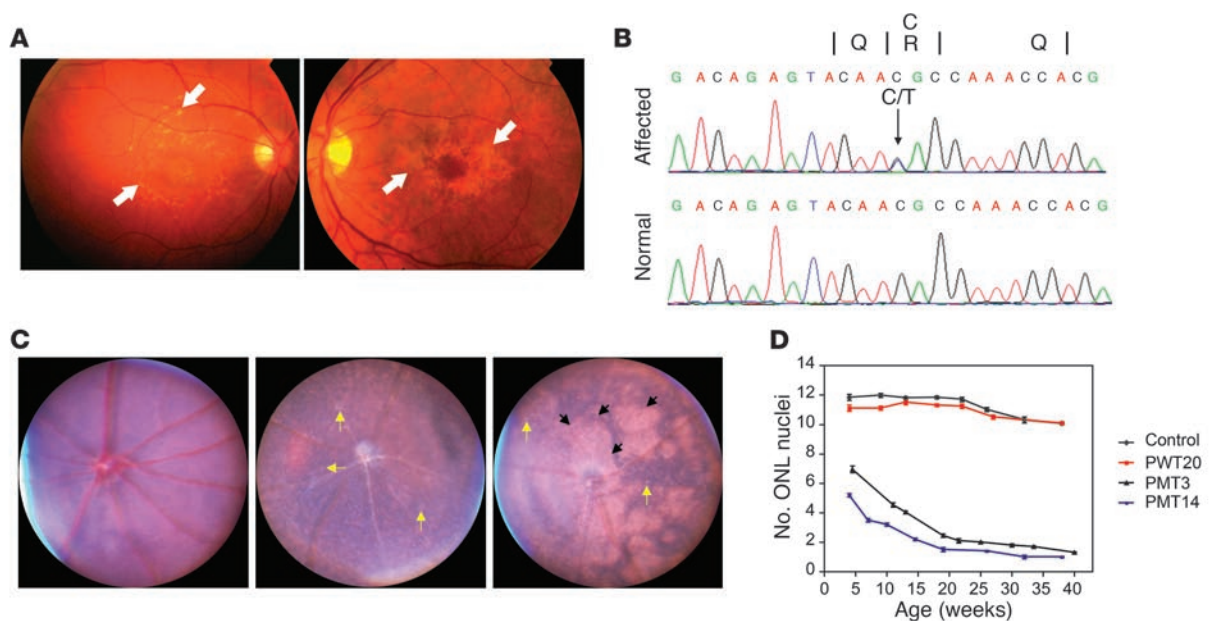 A
B
C
| Q | R | Q |
G A C A G A G T A C A A C G C C A A A C C A C G
C/T
Affected
G A C A G A G T A C A A C G C C A A A C C A C G
Normal
C
D
14
12
10
8
6
4
2
0
No. ONL nuclei
0 5 10 15 20 25 30 35 40
Age (weeks)
Control
PWT20
PMT3
PMT14